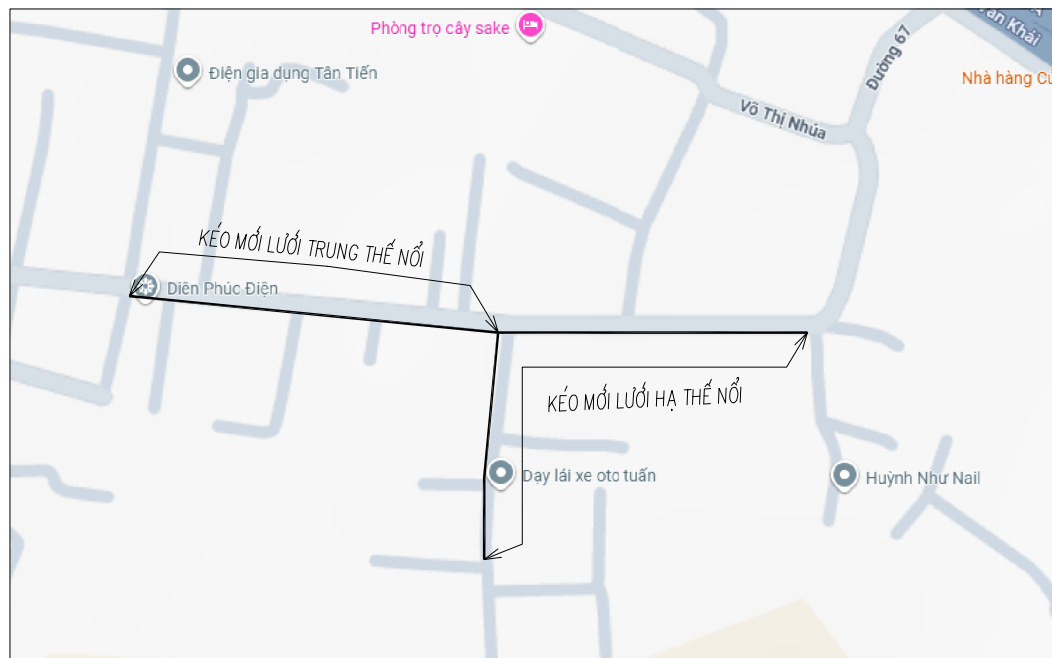 Phòng trọ cây sake
Văn Khải
Đường 67
Điện gia dụng Tân Tiến
Nhà hàng
Võ Thị Nhúa
KÉO MỚI LƯỚI TRUNG THẾ NỔI
Diên Phúc Điện
KÉO MỚI LƯỚI HẠ THẾ NỔI
Dạy lái xe oto tuấn
Huỳnh Như Nail